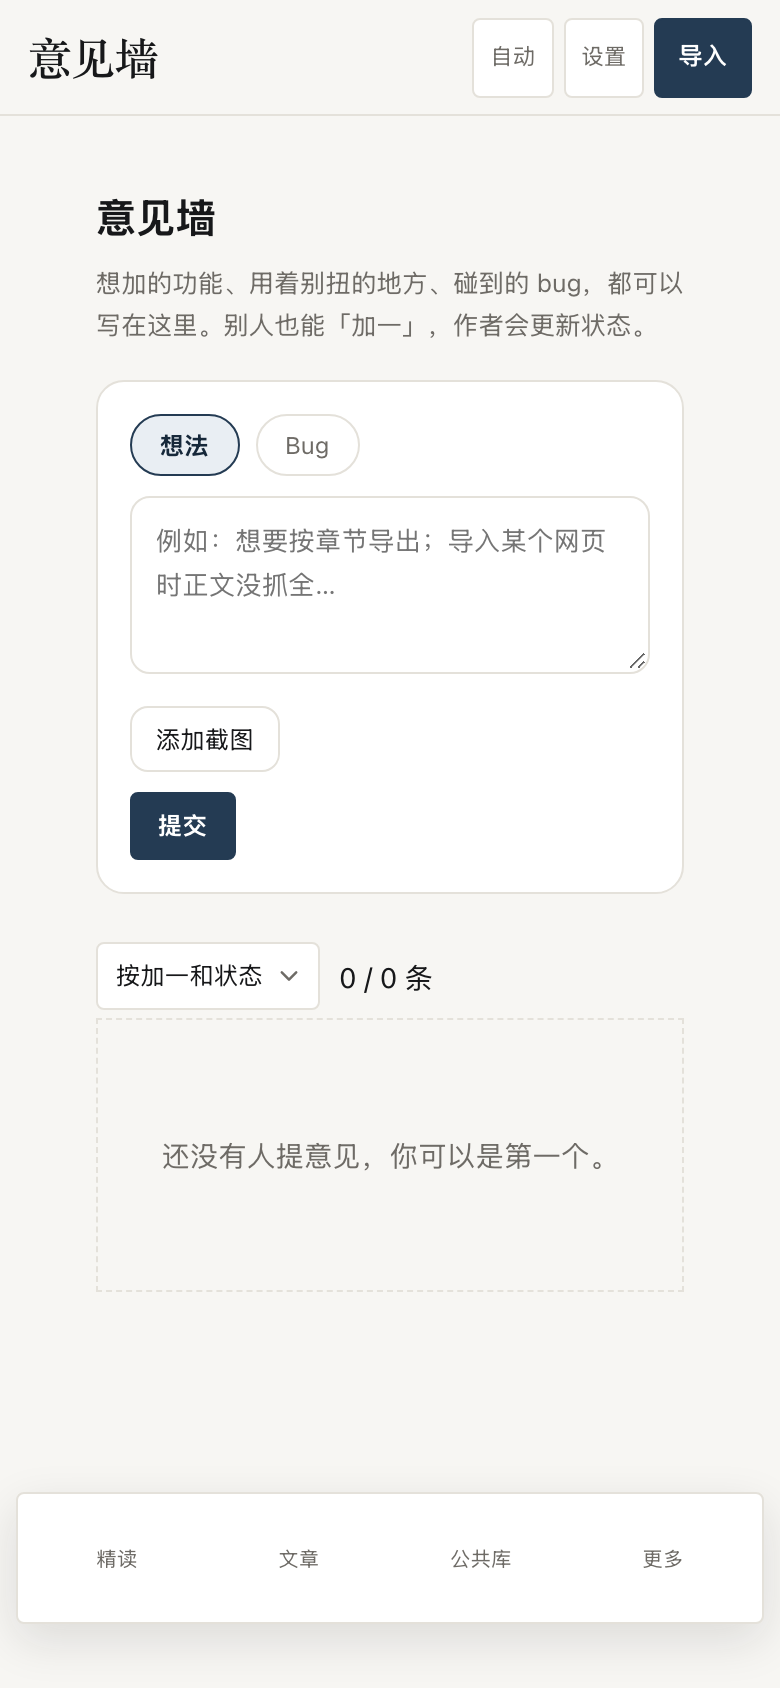 意见墙
自动 设置 导入
意见墙
想加的功能、用着别扭的地方、碰到的 bug，都可以
写在这里。别人也能「加一」，作者会更新状态。
想法 Bug
例如：想要按章节导出；导入某个网页
时正文没抓全…
添加截图
提交
按加一和状态 0 / 0 条
还没有人提意见，你可以是第一个。
精读 文章 公共库 更多